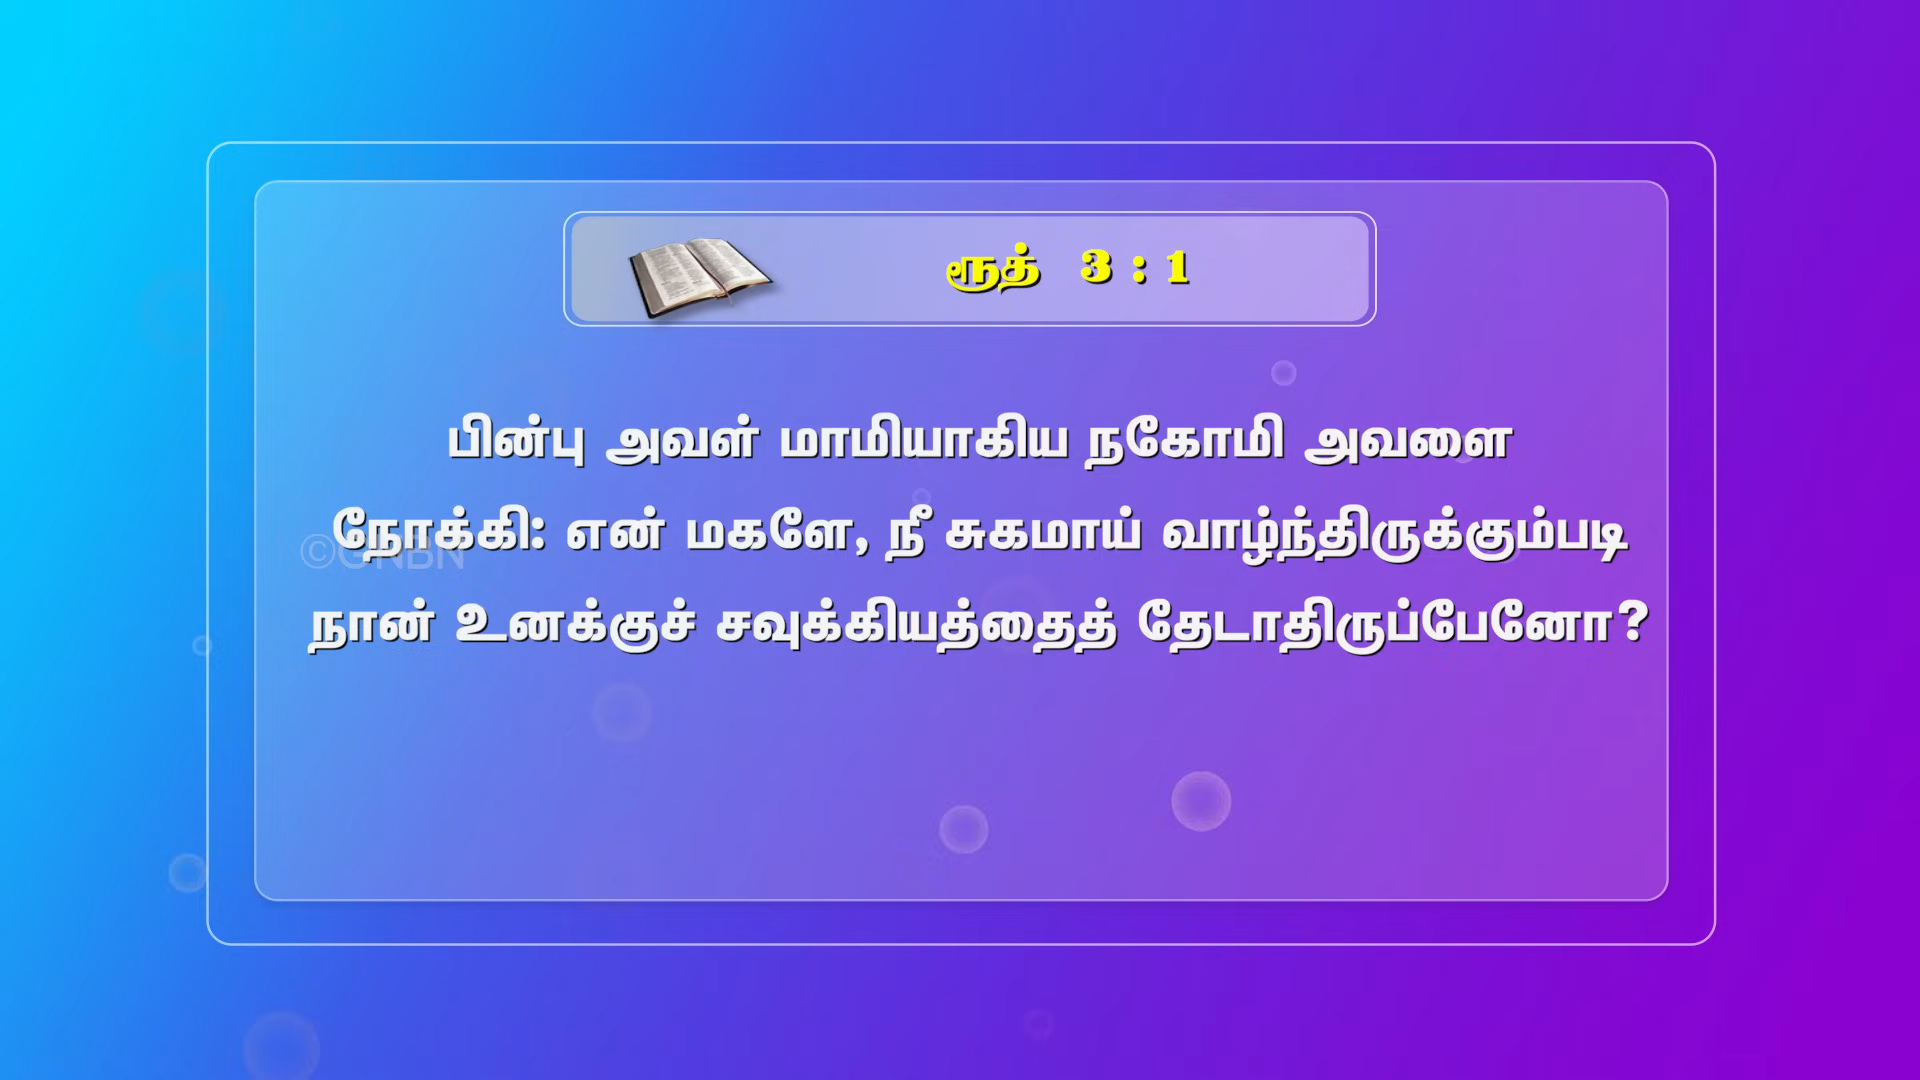 ரூத் 3 : 1
பின்பு அவள் மாமியாகிய நகோமி அவளை
நோக்கி: என் மகளே, நீ சுகமாய் வாழ்ந்திருக்கும்படி
நான் உனக்குச் சவுக்கியத்தைத் தேடாதிருப்பேனோ?
©GNBN